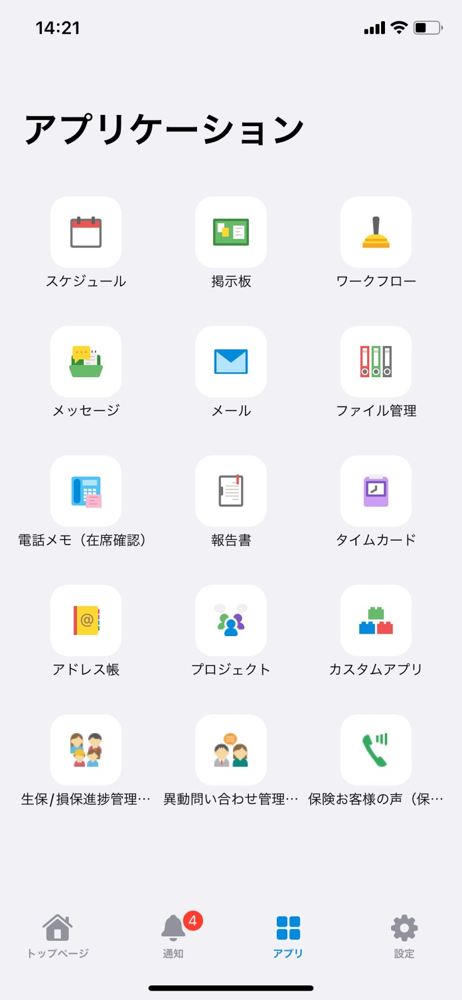 14:21
アプリケーション
スケジュール
掲示板
ワークフロー
メッセージ
メール
ファイル管理
電話メモ（在席確認）
報告書
タイムカード
@
アドレス帳
プロジェクト
カスタムアプリ
生保/損保進捗管理…
異動問い合わせ管理…
保険お客様の声（保…
4
トップページ
通知
アプリ
設定